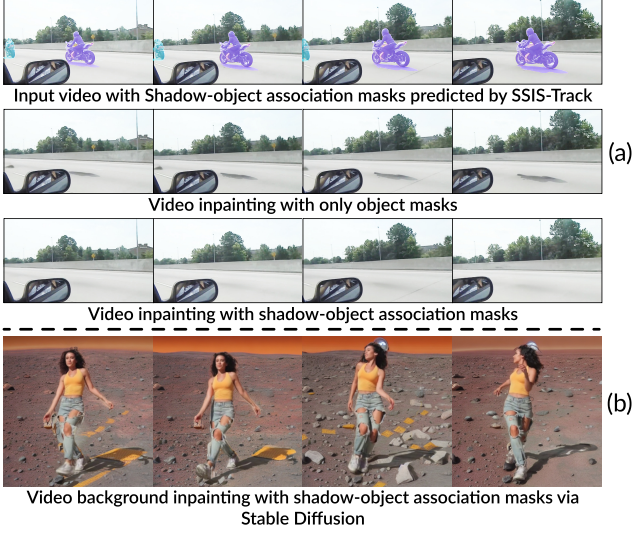 Input video with Shadow-object association masks predicted by SSIS-Track
(a)
Video inpainting with only object masks
Video inpainting with shadow-object association masks
(b)
Video background inpainting with shadow-object association masks via
Stable Diffusion